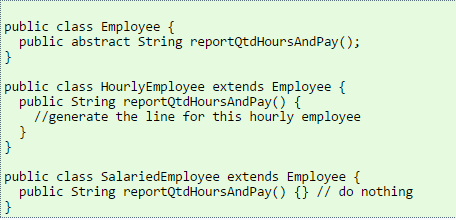 public class Employee {
  public abstract String reportQtdHoursAndPay();
}
public class HourlyEmployee extends Employee {
  public String reportQtdHoursAndPay() {
    //generate the line for this hourly employee
  }
}
public class SalariedEmployee extends Employee {
  public String reportQtdHoursAndPay() {} // do nothing
}